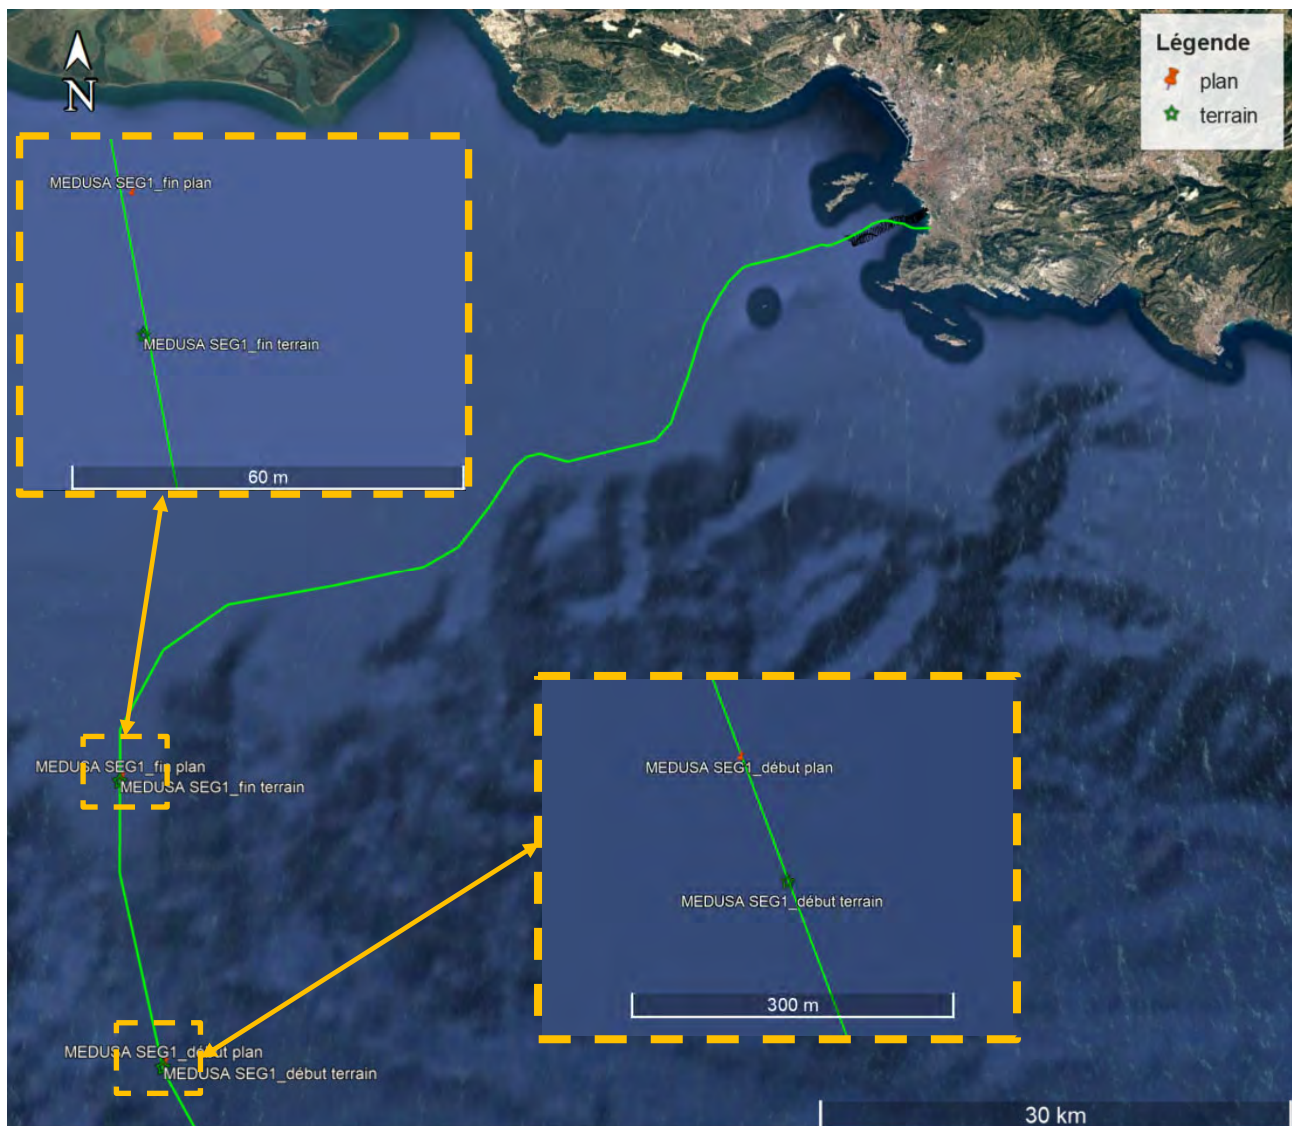 N
Légende
plan
terrain
MEDUSA SEG1_fin plan
MEDUSA SEG1_fin terrain
60 m
MEDUSA SEG1_fin plan
MEDUSA SEG1_fin terrain
MEDUSA SEG1_début plan
MEDUSA SEG1_début terrain
300 m
MEDUSA SEG1_début plan
MEDUSA SEG1_début terrain
30 km